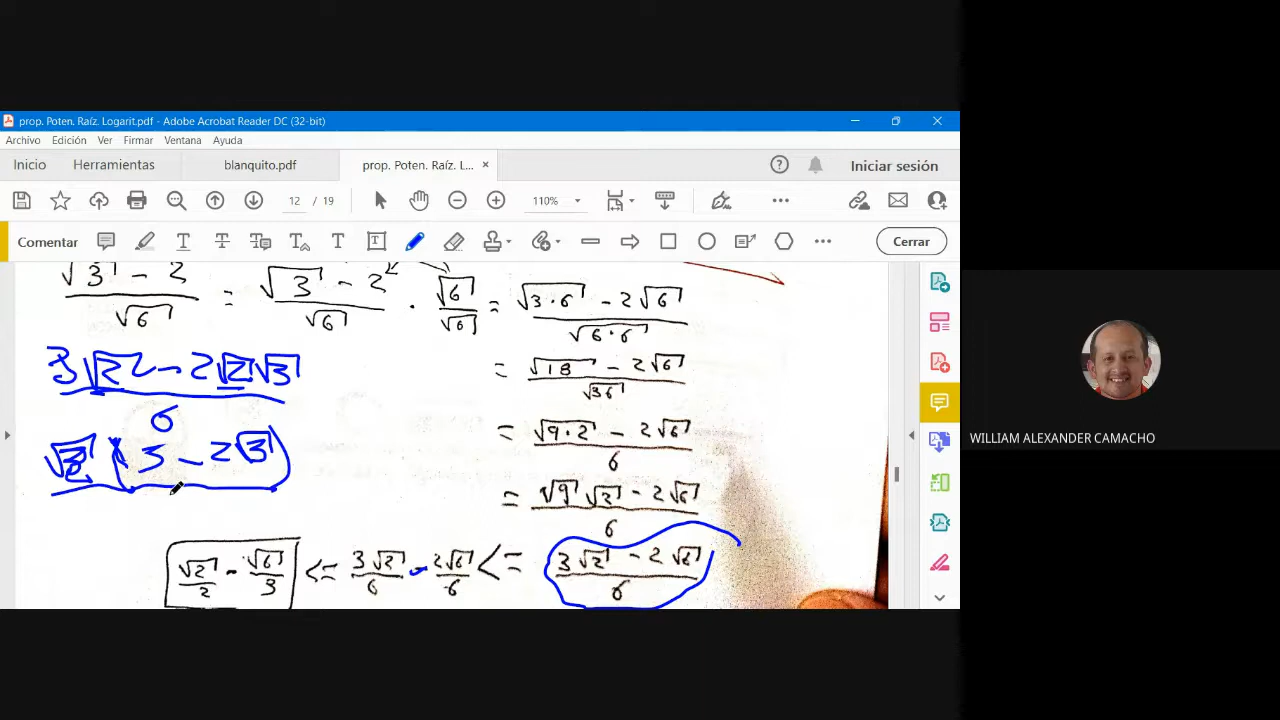 prop. Poten. Raíz. Logarit.pdf - Adobe Acrobat Reader DC (32-bit)
Archivo Edición Ver Firmar Ventana Ayuda
Inicio Herramientas blanquito.pdf prop. Poten. Raíz. L... × Iniciar sesión
12 / 19 110%
Comentar Cerrar
√3 - 2 / √6 = √3 - 2 / √6 · √6 / √6 = √3·6 - 2√6 / √6·6
= √18 - 2√6 / √36
= √9·2 - 2√6 / 6
= √9 √2 - 2√6 / 6
√2/2 - √6/3 <= 3√2/6 - 2√6/6 <= 3√2 - 2√6 / 6
3√2 - 2√2√3 / 6
√2 (3 - 2√3)
WILLIAM ALEXANDER CAMACHO